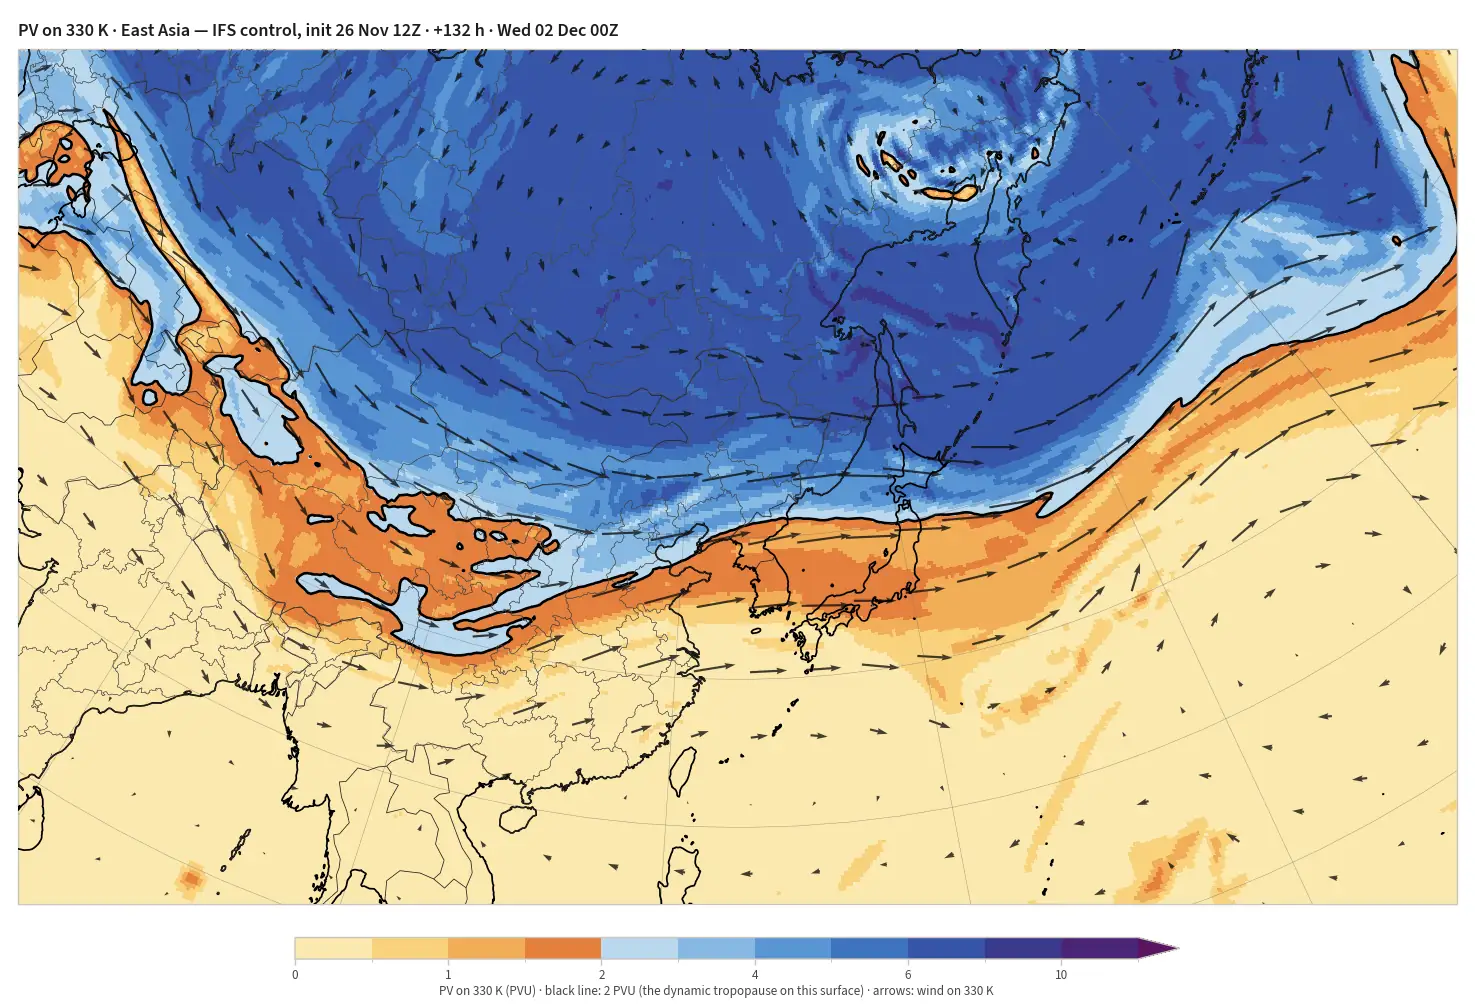 PV on 330 K · East Asia — IFS control, init 26 Nov 12Z · +132 h · Wed 02 Dec 00Z
0 1 2 4 6 10
PV on 330 K (PVU) · black line: 2 PVU (the dynamic tropopause on this surface) · arrows: wind on 330 K